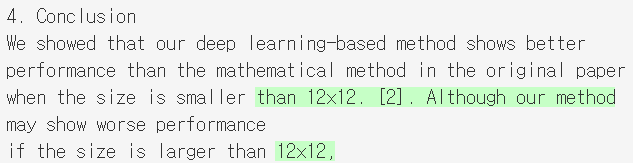 4. Conclusion
We showed that our deep learning-based method shows better
performance than the mathematical method in the original paper
when the size is smaller than 12x12. [2]. Although our method
may show worse performance
if the size is larger than 12x12,